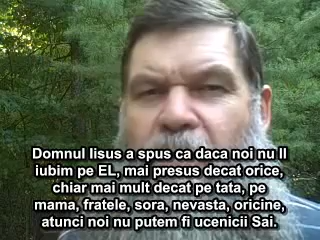 Domnul Iisus a spus ca daca noi nu Il
iubim pe EL, mai presus decat orice,
chiar mai mult decat pe tata, pe
mama, fratele, sora, nevasta, oricine,
atunci noi nu putem fi ucenicii Sai.